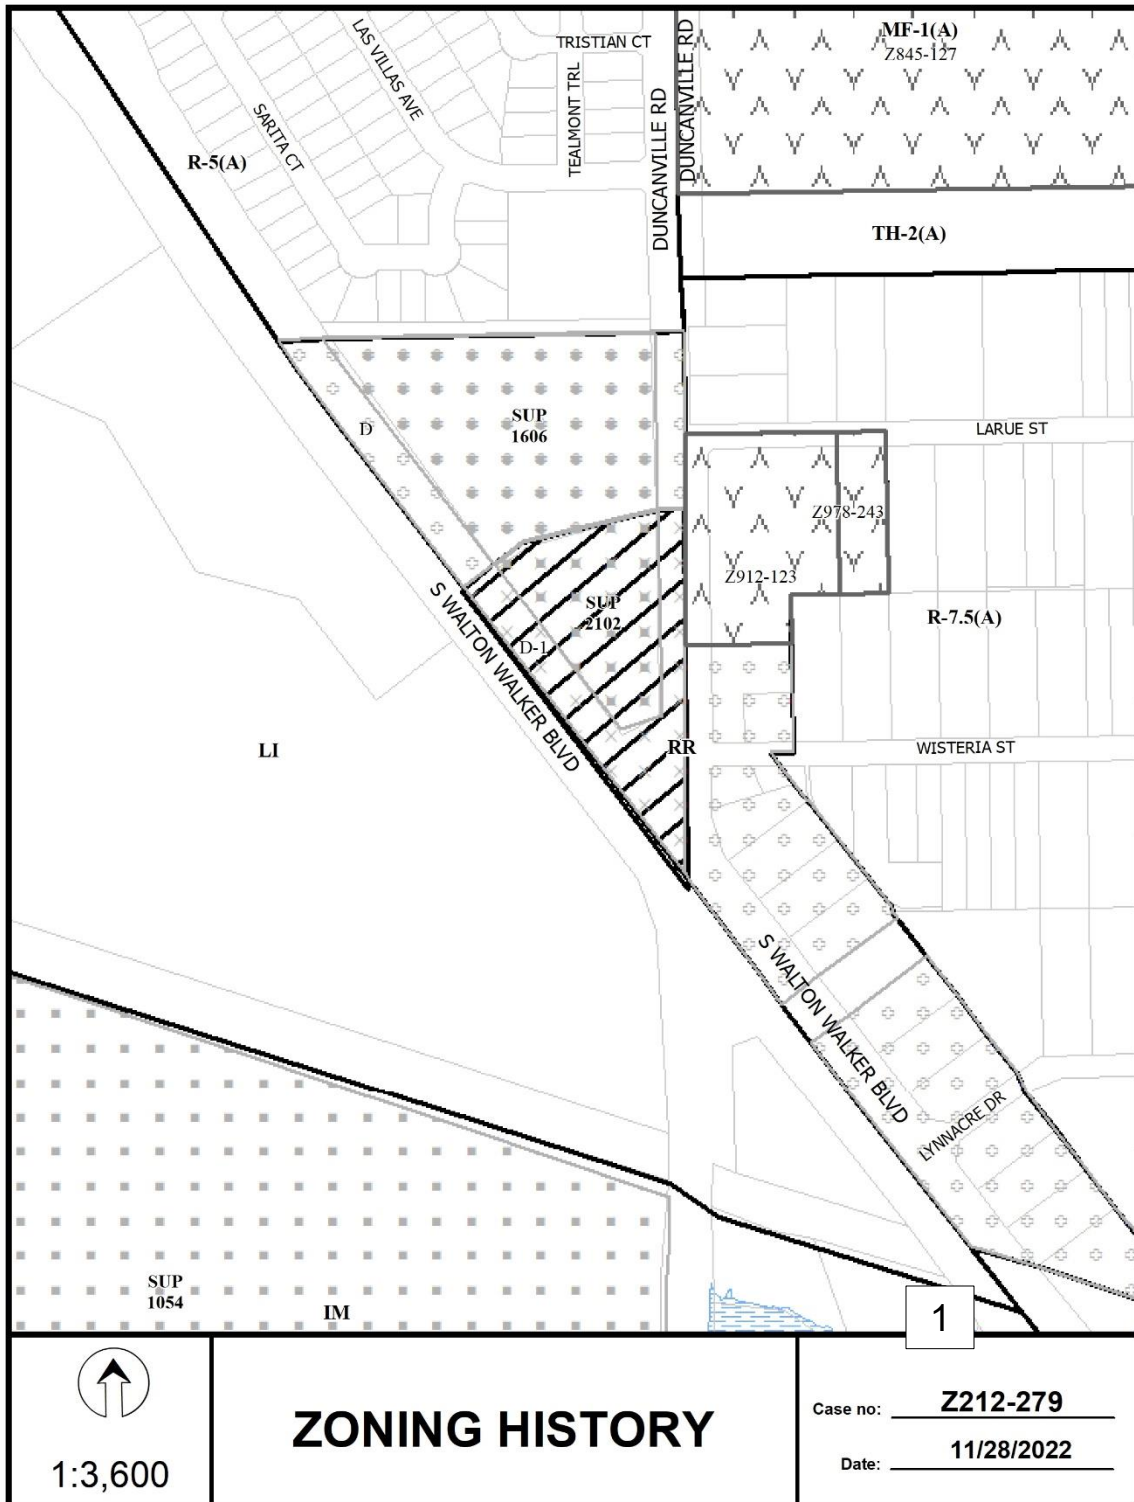 MF-1(A)
Z845-127
TRISTIAN CT
LAS VILLAS AVE
DUNCANVILLE RD
TEALMONT TRL
SARITA CT
DUNCANVILLE RD
R-5(A)
TH-2(A)
SUP
1606
D
LARUE ST
Z978-243
Z912-123
SUP
2102
R-7.5(A)
D-1
S WALTON WALKER BLVD
LI
RR
WISTERIA ST
S WALTON WALKER BLVD
LYNNACRE DR
SUP
1054
IM
1
1:3,600
ZONING HISTORY
Case no: Z212-279
Date: 11/28/2022